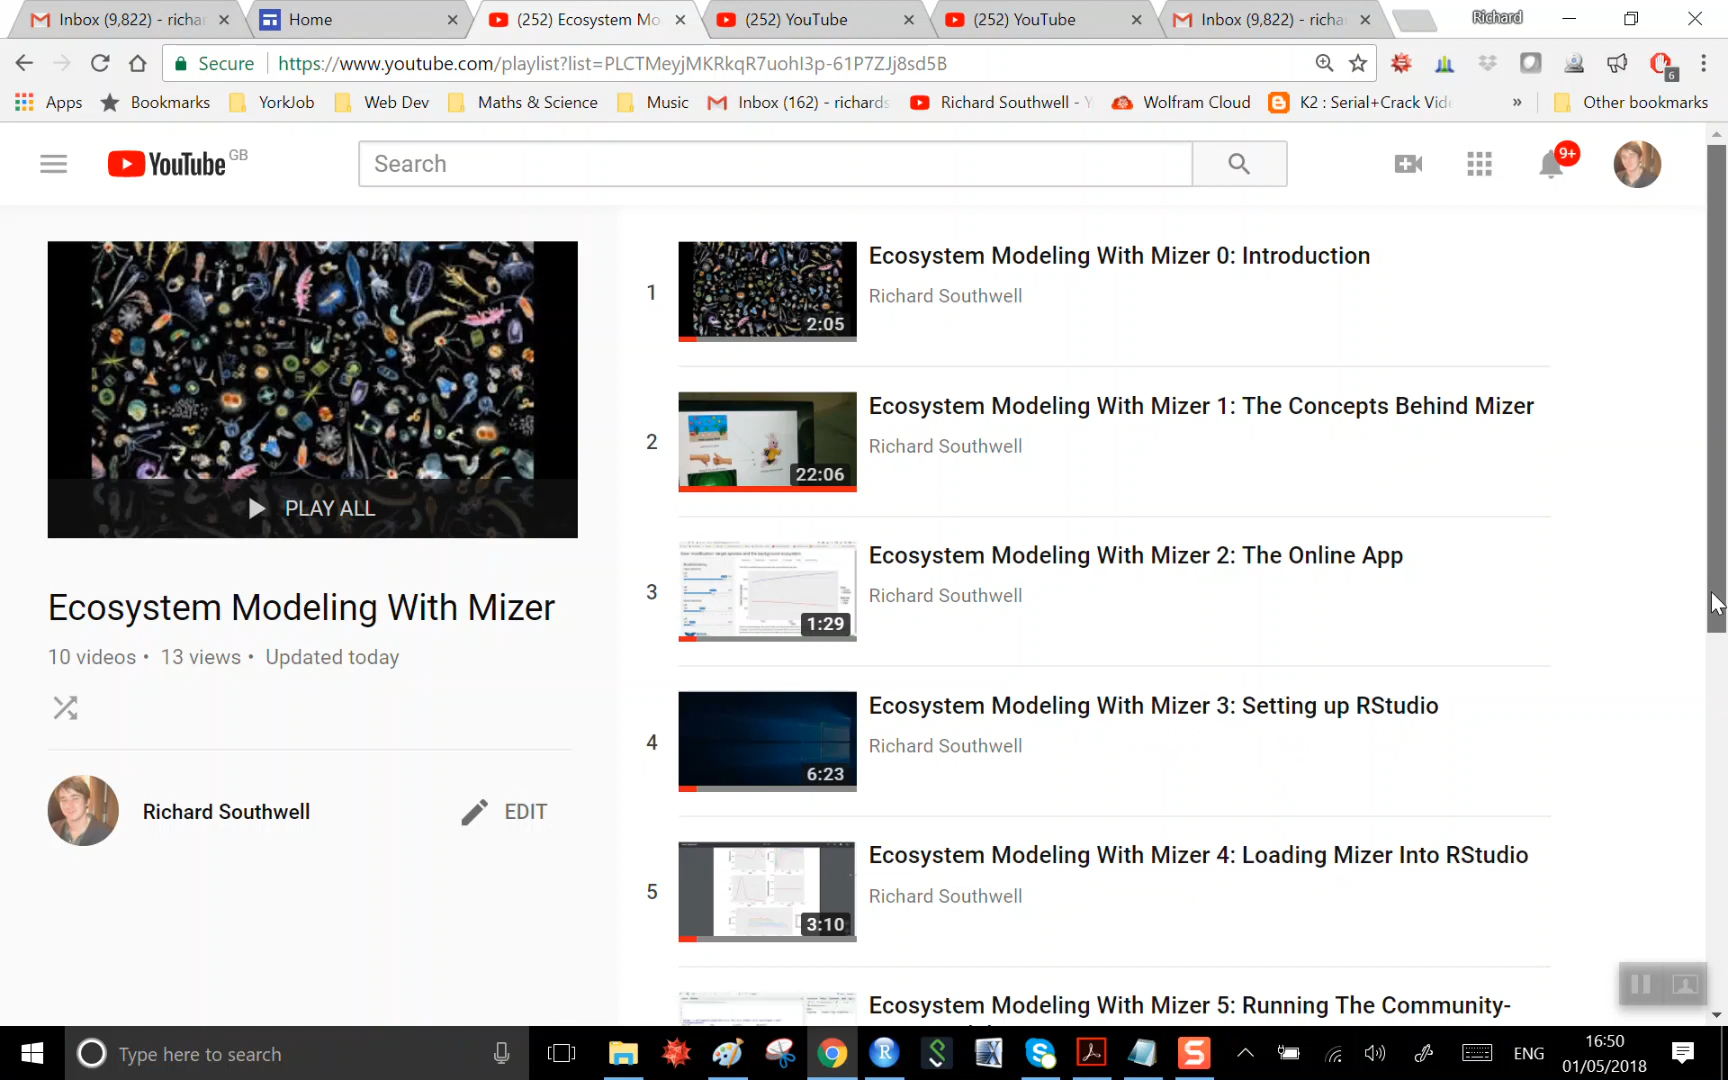 Inbox (9,822) - richar
Home
(252) Ecosystem Mo
(252) YouTube
(252) YouTube
Inbox (9,822) - richa
Richard
Secure
https://www.youtube.com/playlist?list=PLCTMeyjMKRkqR7uohI3p-61P7ZJj8sd5B
6
Apps
Bookmarks
YorkJob
Web Dev
Maths & Science
Music
Inbox (162) - richards
Richard Southwell - Y
Wolfram Cloud
K2 : Serial+Crack Vid
»
Other bookmarks
YouTube GB
Search
9+
PLAY ALL
Ecosystem Modeling With Mizer
10 videos • 13 views • Updated today
Richard Southwell
EDIT
1
2:05
Ecosystem Modeling With Mizer 0: Introduction
Richard Southwell
2
22:06
Ecosystem Modeling With Mizer 1: The Concepts Behind Mizer
Richard Southwell
3
1:29
Ecosystem Modeling With Mizer 2: The Online App
Richard Southwell
4
6:23
Ecosystem Modeling With Mizer 3: Setting up RStudio
Richard Southwell
5
3:10
Ecosystem Modeling With Mizer 4: Loading Mizer Into RStudio
Richard Southwell
Ecosystem Modeling With Mizer 5: Running The Community-
Type here to search
ENG
16:50
01/05/2018